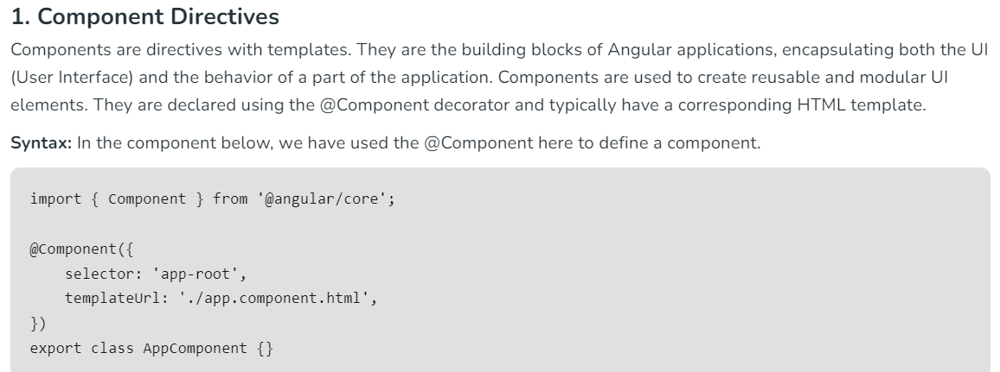 1. Component Directives
Components are directives with templates. They are the building blocks of Angular applications, encapsulating both the UI
(User Interface) and the behavior of a part of the application. Components are used to create reusable and modular UI
elements. They are declared using the @Component decorator and typically have a corresponding HTML template.
Syntax: In the component below, we have used the @Component here to define a component.
import { Component } from '@angular/core';
@Component({
    selector: 'app-root',
    templateUrl: './app.component.html',
})
export class AppComponent {}